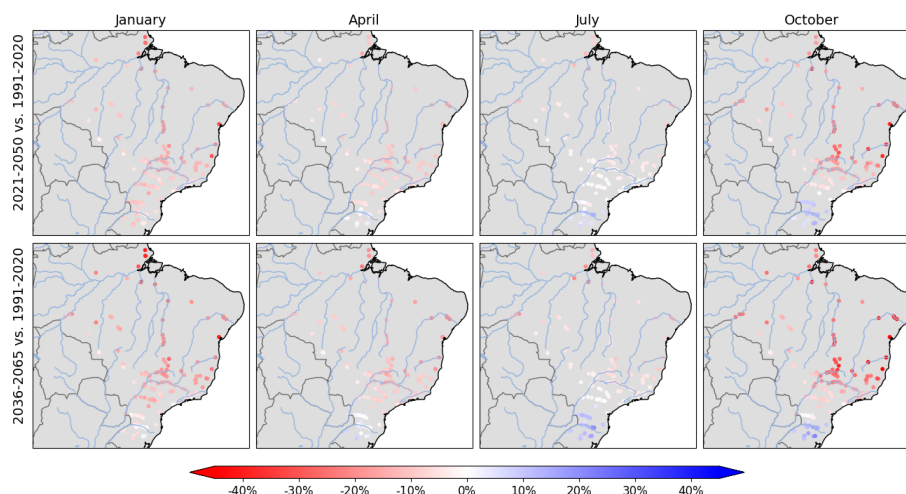 January April July October
2021-2050 vs. 1991-2020
2036-2065 vs. 1991-2020
-40% -30% -20% -10% 0% 10% 20% 30% 40%